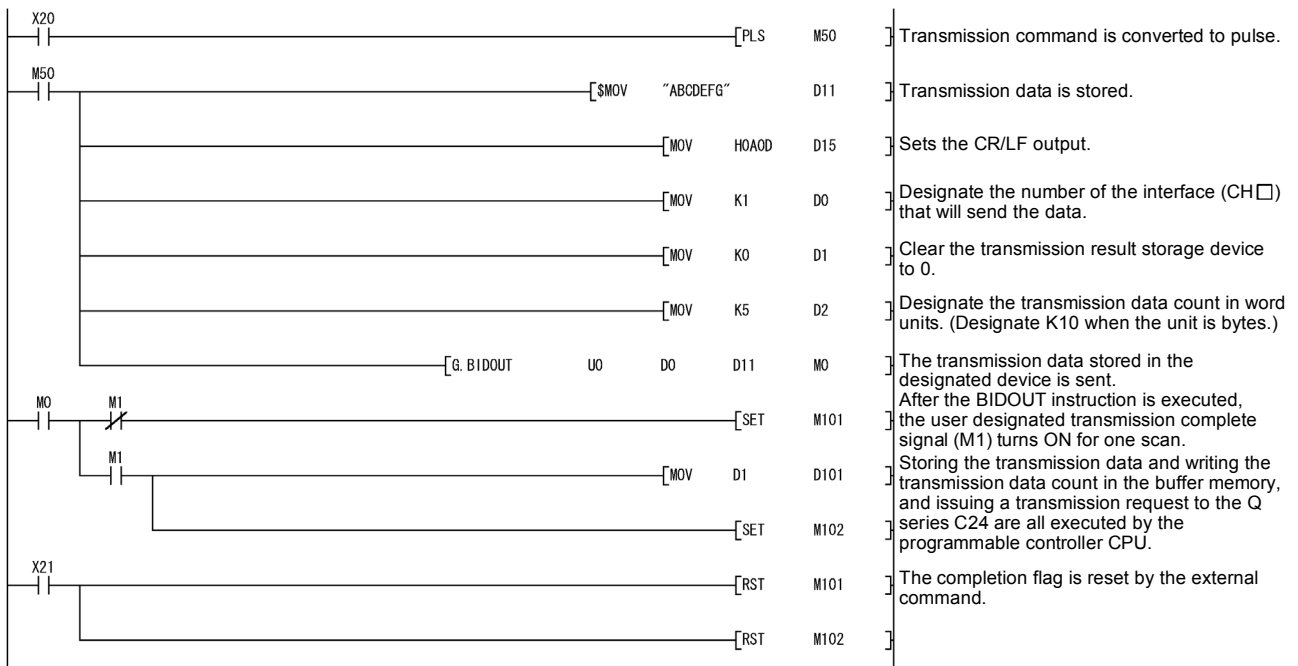 X20
[PLS M50 ] Transmission command is converted to pulse.
M50
[$MOV "ABCDEFG" D11 ] Transmission data is stored.
[MOV H0A0D D15 ] Sets the CR/LF output.
[MOV K1 D0 ] Designate the number of the interface (CH□)
that will send the data.
[MOV K0 D1 ] Clear the transmission result storage device
to 0.
[MOV K5 D2 ] Designate the transmission data count in word
units. (Designate K10 when the unit is bytes.)
[G.BIDOUT U0 D0 D11 M0 ] The transmission data stored in the
designated device is sent.
M0 M1
[SET M101 ] After the BIDOUT instruction is executed,
the user designated transmission complete
signal (M1) turns ON for one scan.
M1
[MOV D1 D101 ] Storing the transmission data and writing the
transmission data count in the buffer memory,
and issuing a transmission request to the Q
[SET M102 ] series C24 are all executed by the
programmable controller CPU.
X21
[RST M101 ] The completion flag is reset by the external
command.
[RST M102 ]